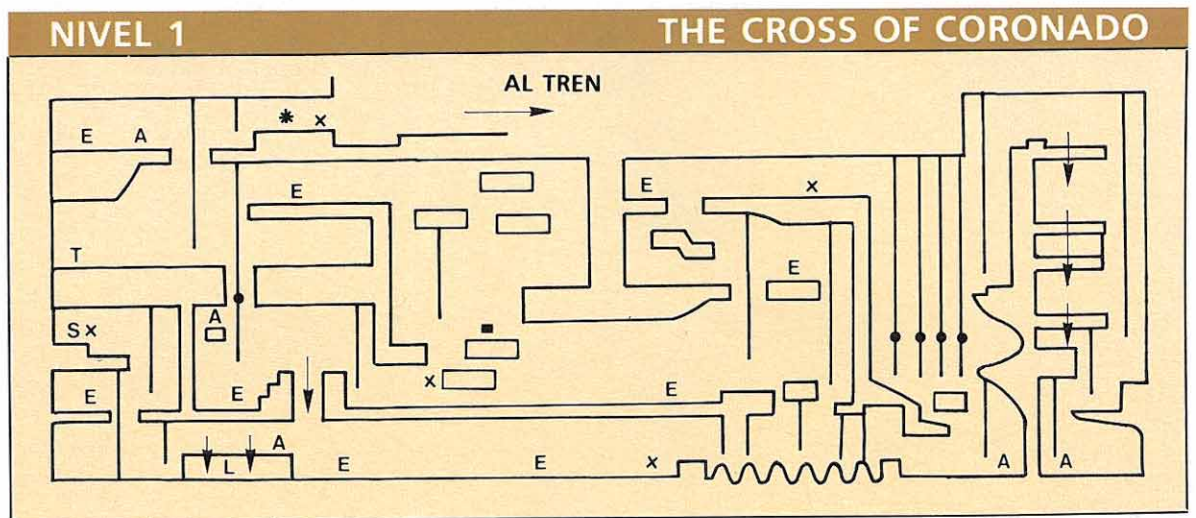 NIVEL 1 THE CROSS OF CORONADO
AL TREN
* x
E A
E
E x
T
E
A
S x
E
E
x
E
A
L
E E x
A A